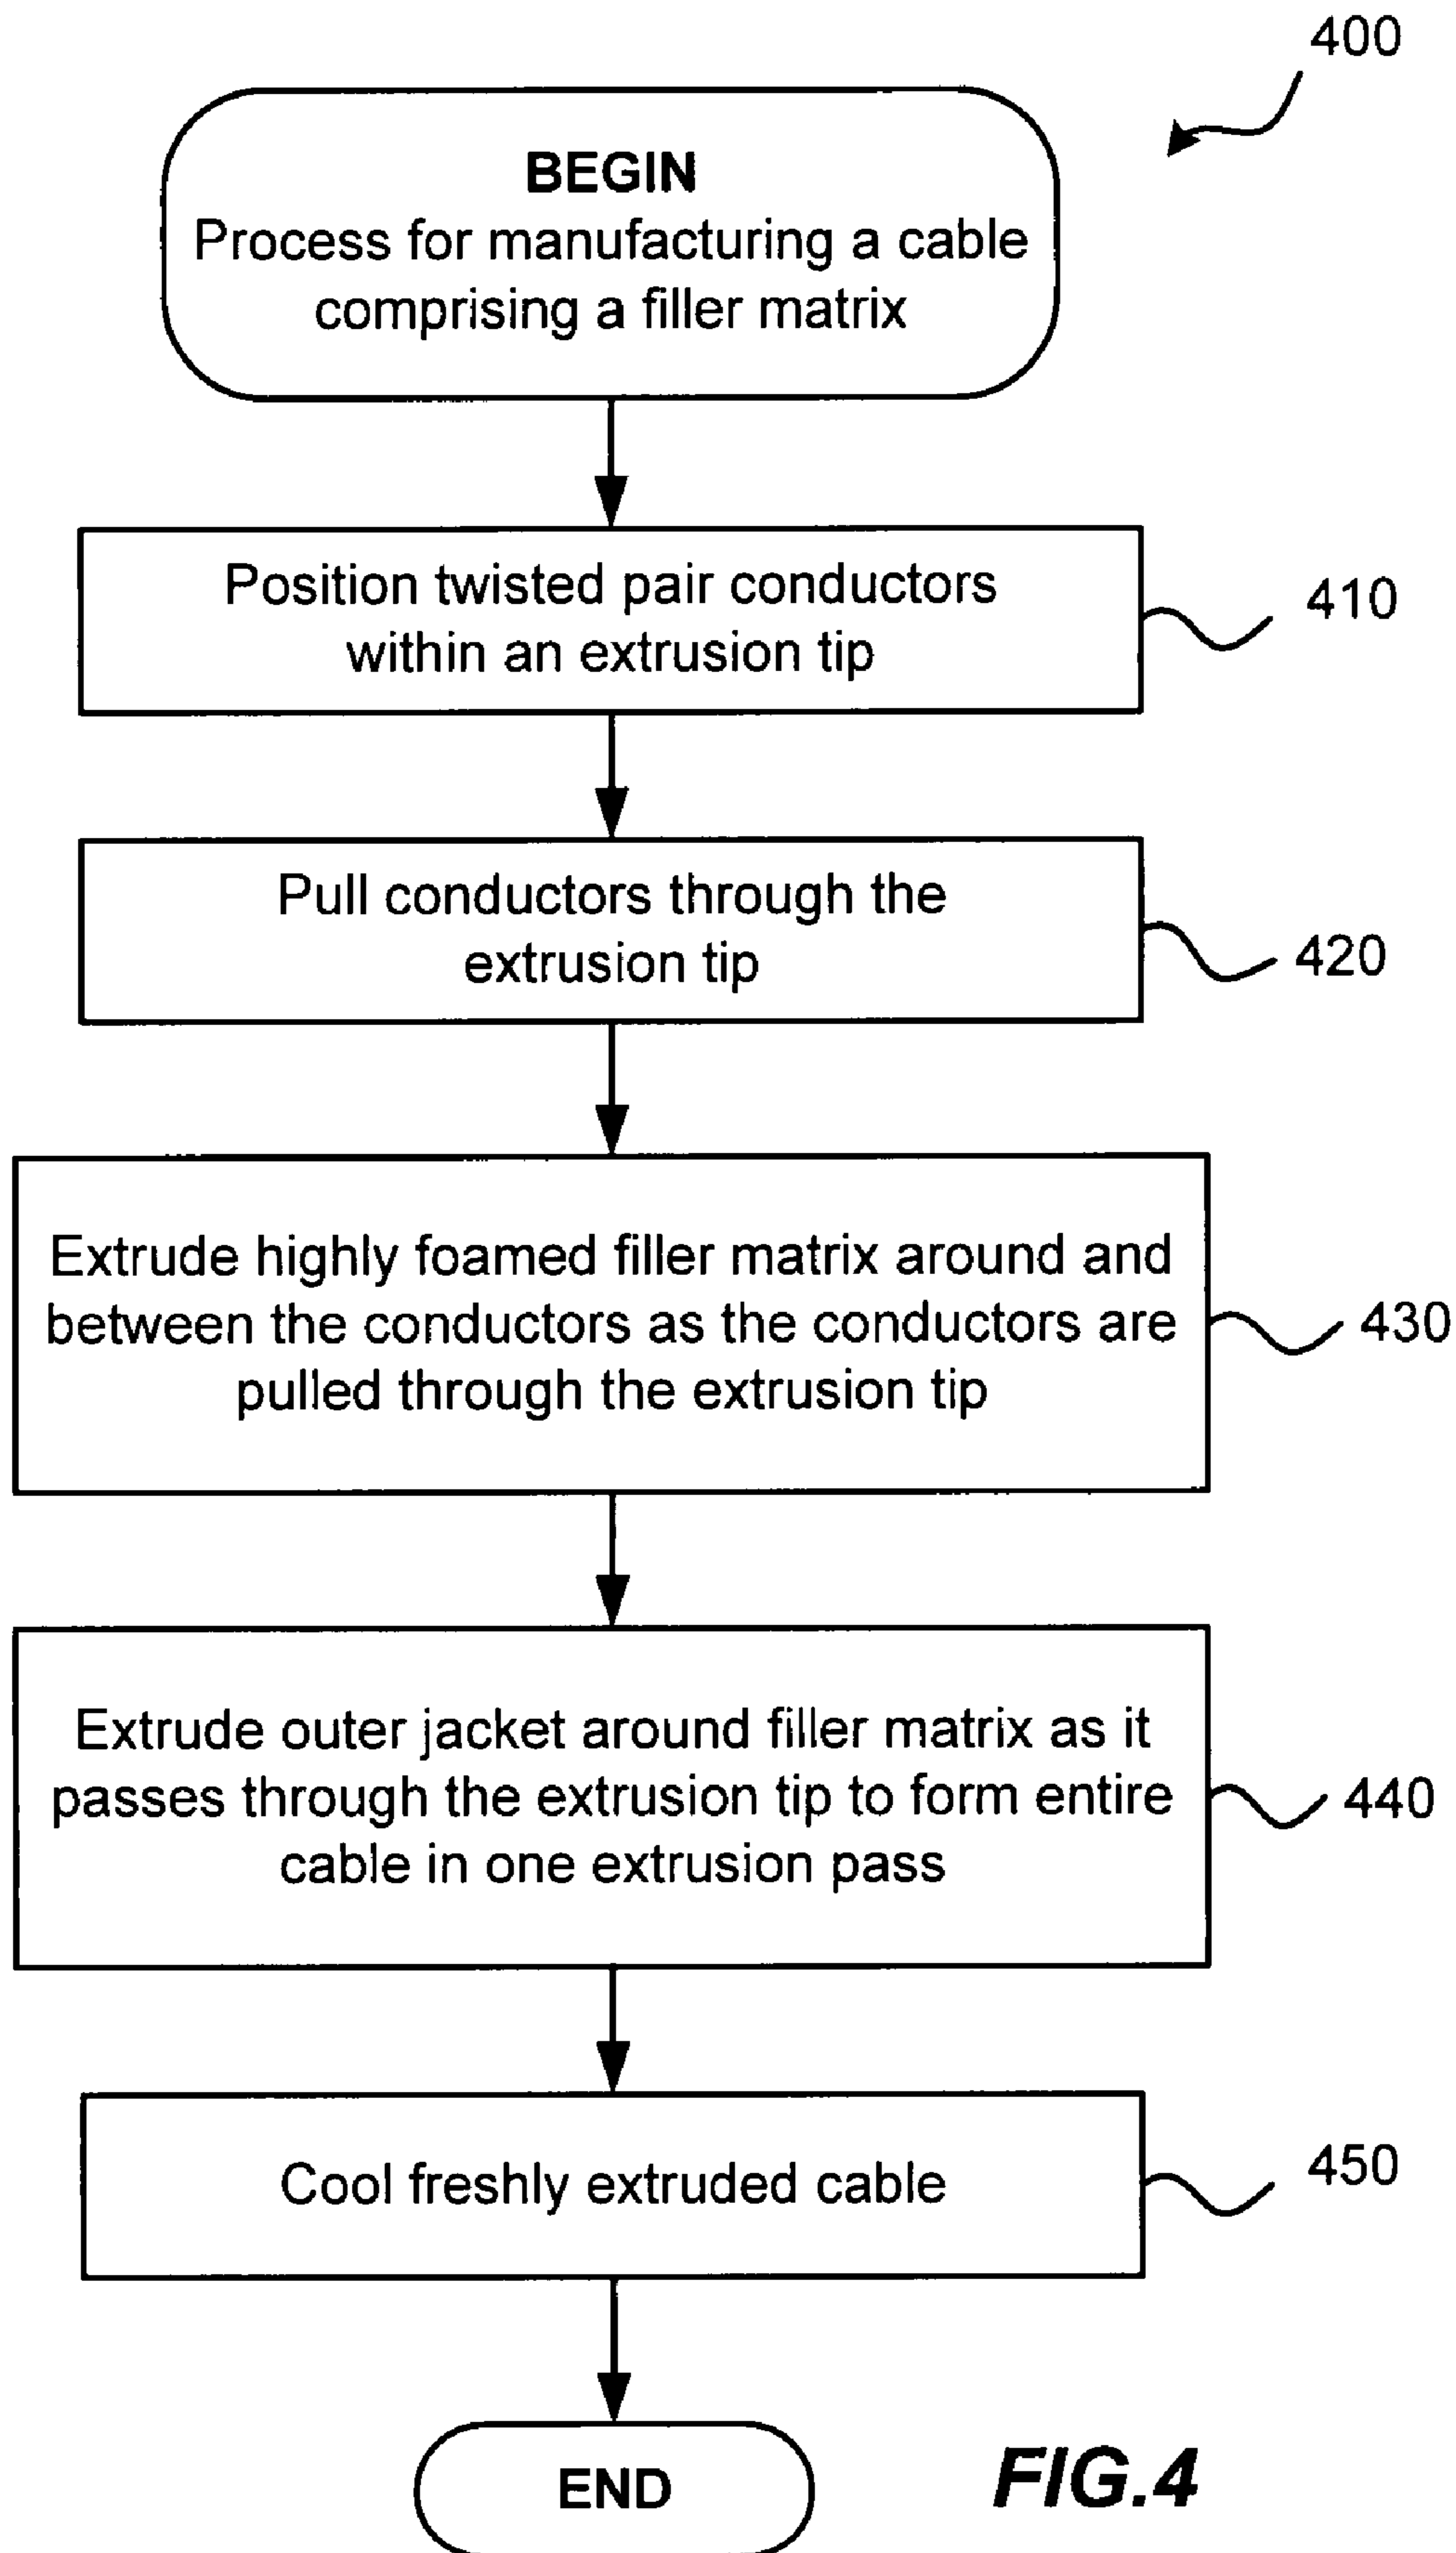 400
BEGIN
Process for manufacturing a cable
comprising a filler matrix
Position twisted pair conductors
within an extrusion tip
410
Pull conductors through the
extrusion tip
420
Extrude highly foamed filler matrix around and
between the conductors as the conductors are
pulled through the extrusion tip
430
Extrude outer jacket around filler matrix as it
passes through the extrusion tip to form entire
cable in one extrusion pass
440
Cool freshly extruded cable
450
END
FIG.4